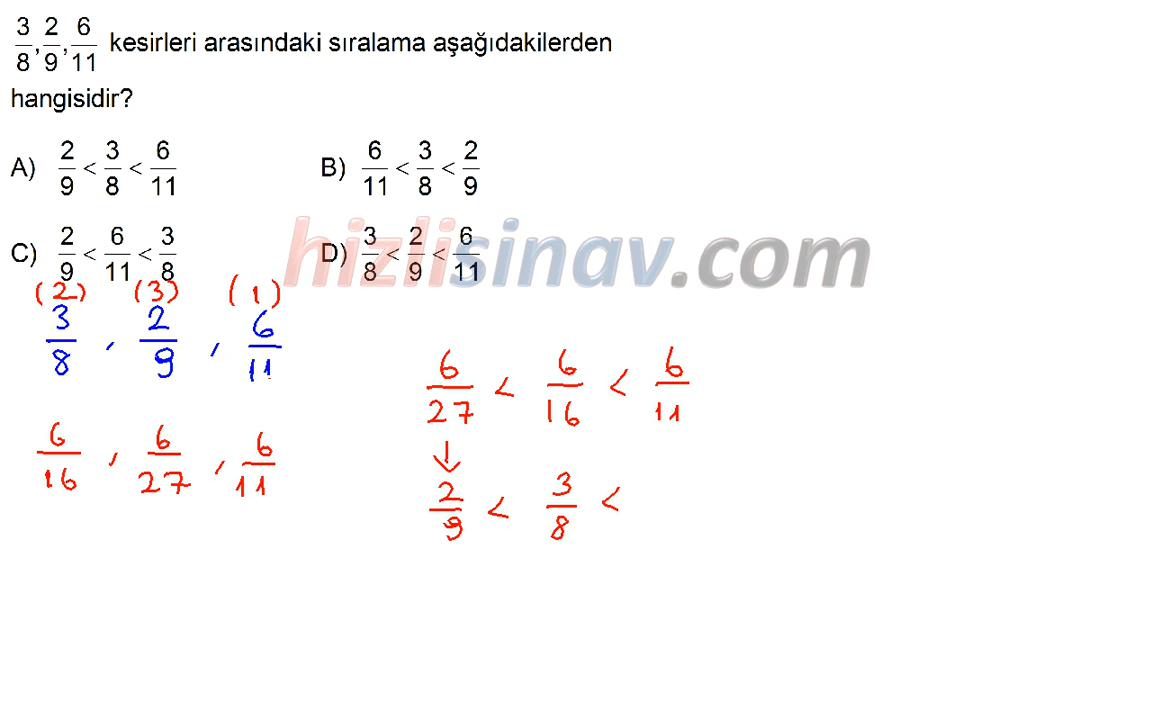 3/8, 2/9, 6/11 kesirleri arasındaki sıralama aşağıdakilerden
hangisidir?
A) 2/9 < 3/8 < 6/11
B) 6/11 < 3/8 < 2/9
C) 2/9 < 6/11 < 3/8
D) 3/8 < 2/9 < 6/11
hizlisinav.com
(2) (3) (1)
3/8 , 2/9 , 6/11
6/16 , 6/27 , 6/11
6/27 < 6/16 < 6/11
↓
2/9 < 3/8 <